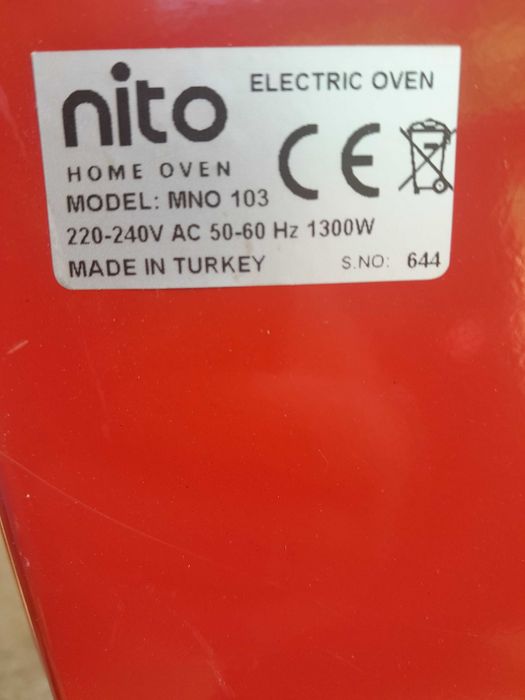 nito
ELECTRIC OVEN
HOME OVEN
CE
MODEL: MNO 103
220-240V AC 50-60 Hz 1300W
MADE IN TURKEY
S.NO: 644